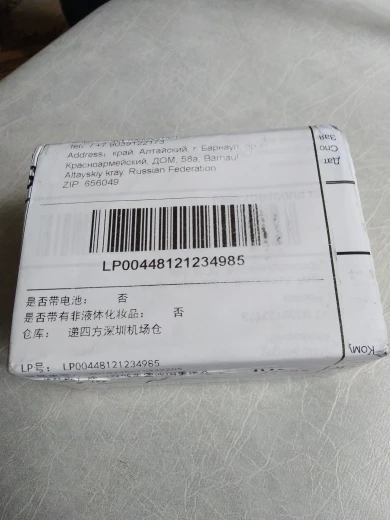 Address: край. Алтайский, г. Барнаул, пр.
Красноармейский, ДОМ, 58a, Barnaul
Altayskiy kray, Russian Federation
ZIP: 656049
LP00448121234985
是否带电池： 否
是否带有非液体化妆品： 否
仓库： 递四方深圳机场仓
LP号： LP00448121234985